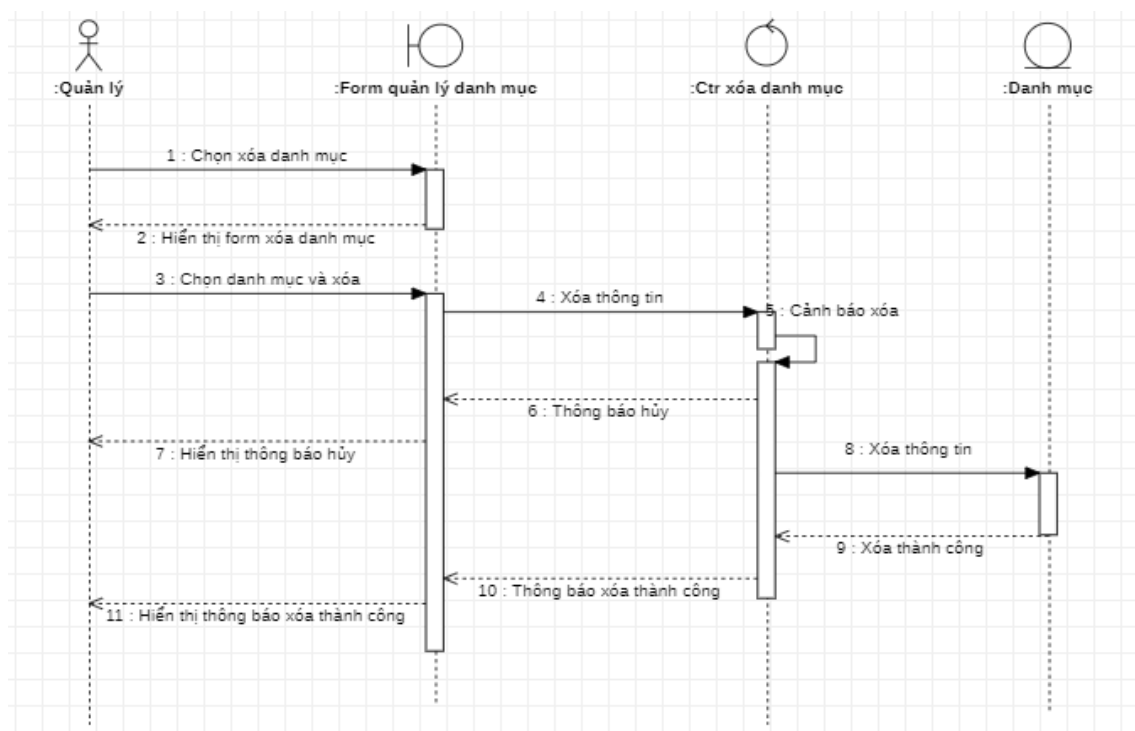 :Quản lý
:Form quản lý danh mục
:Ctr xóa danh mục
:Danh mục
1 : Chọn xóa danh mục
2 : Hiển thị form xóa danh mục
3 : Chọn danh mục và xóa
4 : Xóa thông tin
5 : Cảnh báo xóa
6 : Thông báo hủy
7 : Hiển thị thông báo hủy
8 : Xóa thông tin
9 : Xóa thành công
10 : Thông báo xóa thành công
11 : Hiển thị thông báo xóa thành công